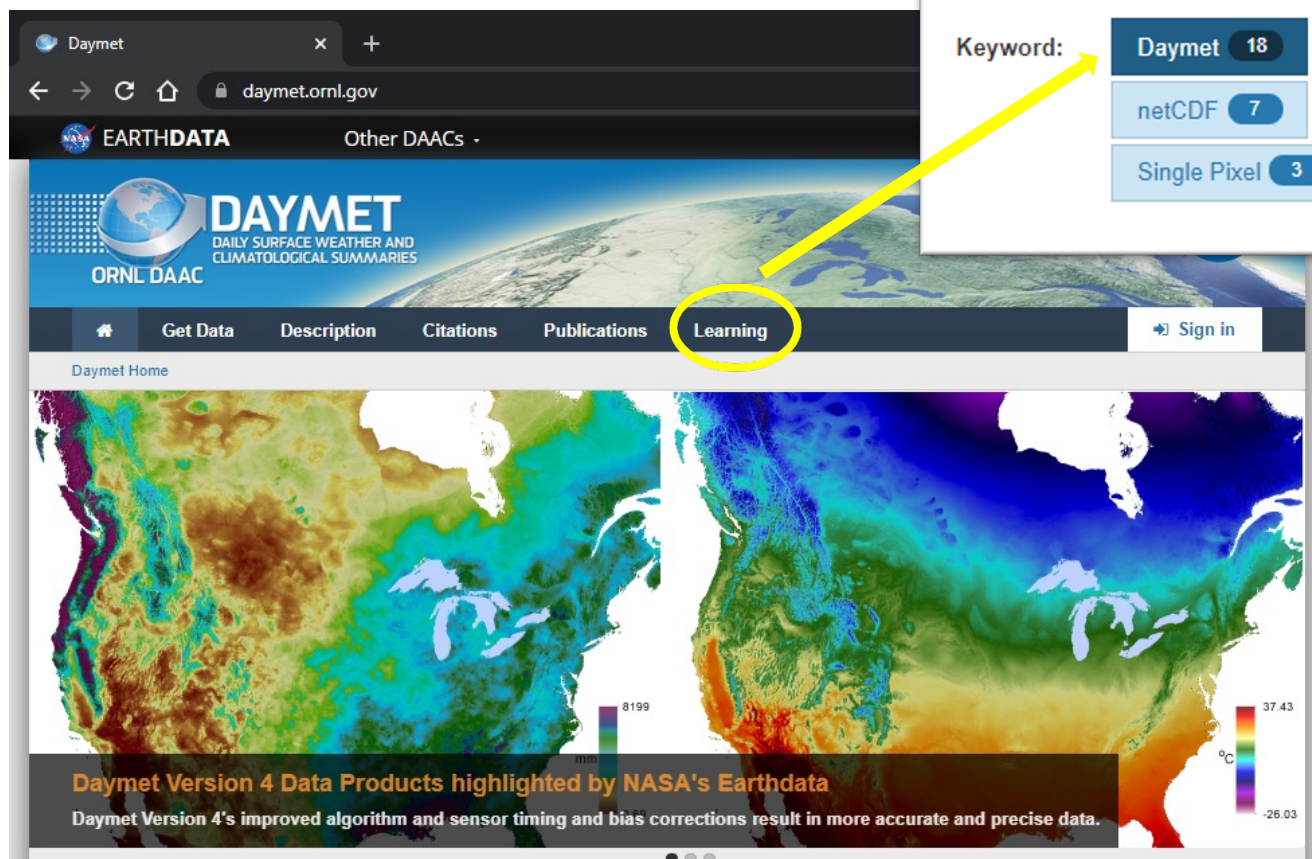 Daymet
daymet.ornl.gov
Keyword:
Daymet 18
netCDF 7
Single Pixel 3
NASA
EARTHDATA
Other DAACs
DAYMET
DAILY SURFACE WEATHER AND
CLIMATOLOGICAL SUMMARIES
ORNL DAAC
Get Data Description Citations Publications Learning Sign in
Daymet Home
8199
mm
37.43
°C
-26.03
Daymet Version 4 Data Products highlighted by NASA's Earthdata
Daymet Version 4's improved algorithm and sensor timing and bias corrections result in more accurate and precise data.